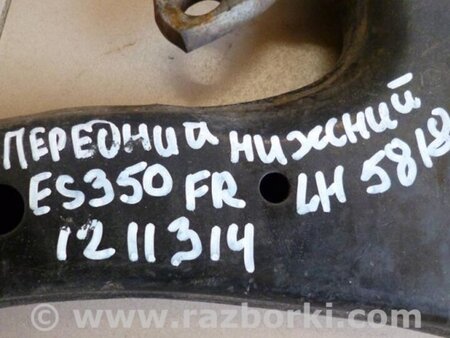 ПЕРЕДНИЙ НИЖНИЙ
ES350 FR LH 5818
1211314
© www.razborki.com